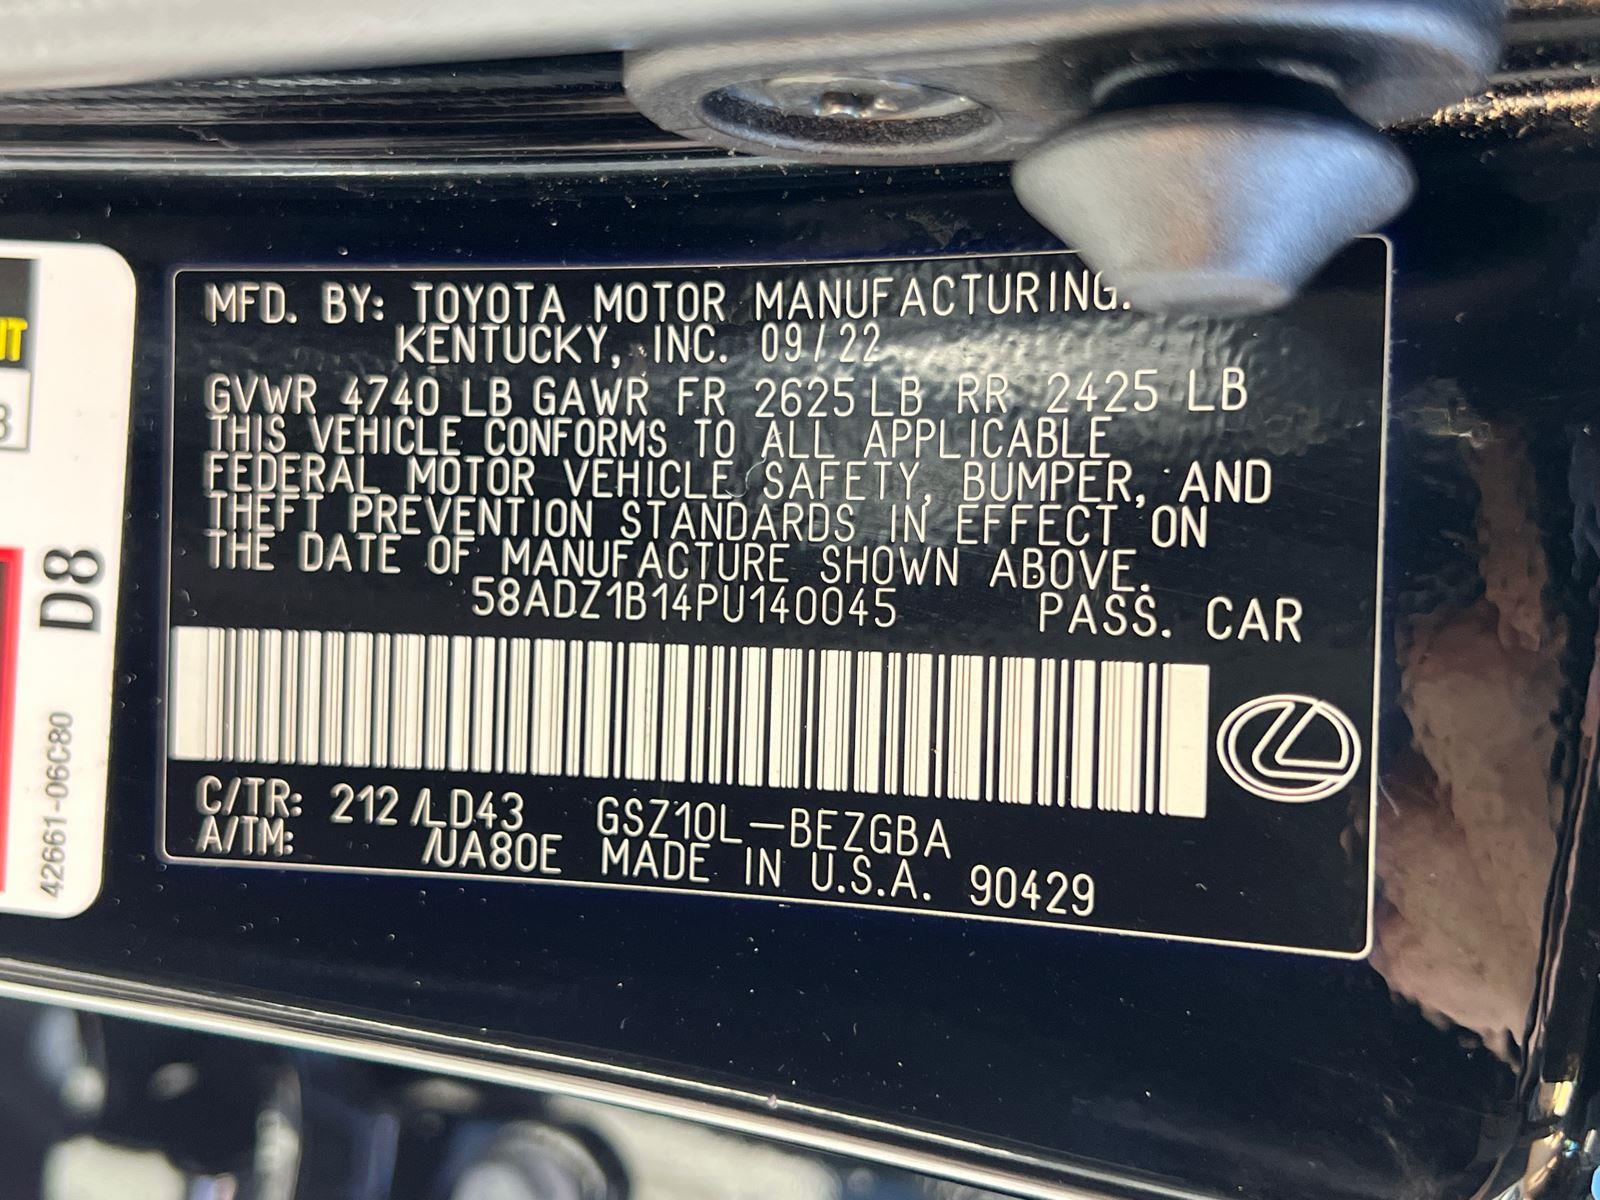 MFD. BY: TOYOTA MOTOR MANUFACTURING.
KENTUCKY, INC. 09/22
GVWR 4740 LB GAWR FR 2625 LB RR 2425 LB
THIS VEHICLE CONFORMS TO ALL APPLICABLE
FEDERAL MOTOR VEHICLE SAFETY, BUMPER, AND
THEFT PREVENTION STANDARDS IN EFFECT ON
THE DATE OF MANUFACTURE SHOWN ABOVE.
58ADZ1B14PU140045 PASS. CAR
C/TR: 212 /LD43 GSZ10L-BEZGBA
A/TM: /UA80E MADE IN U.S.A. 90429
D8
42661-06C80